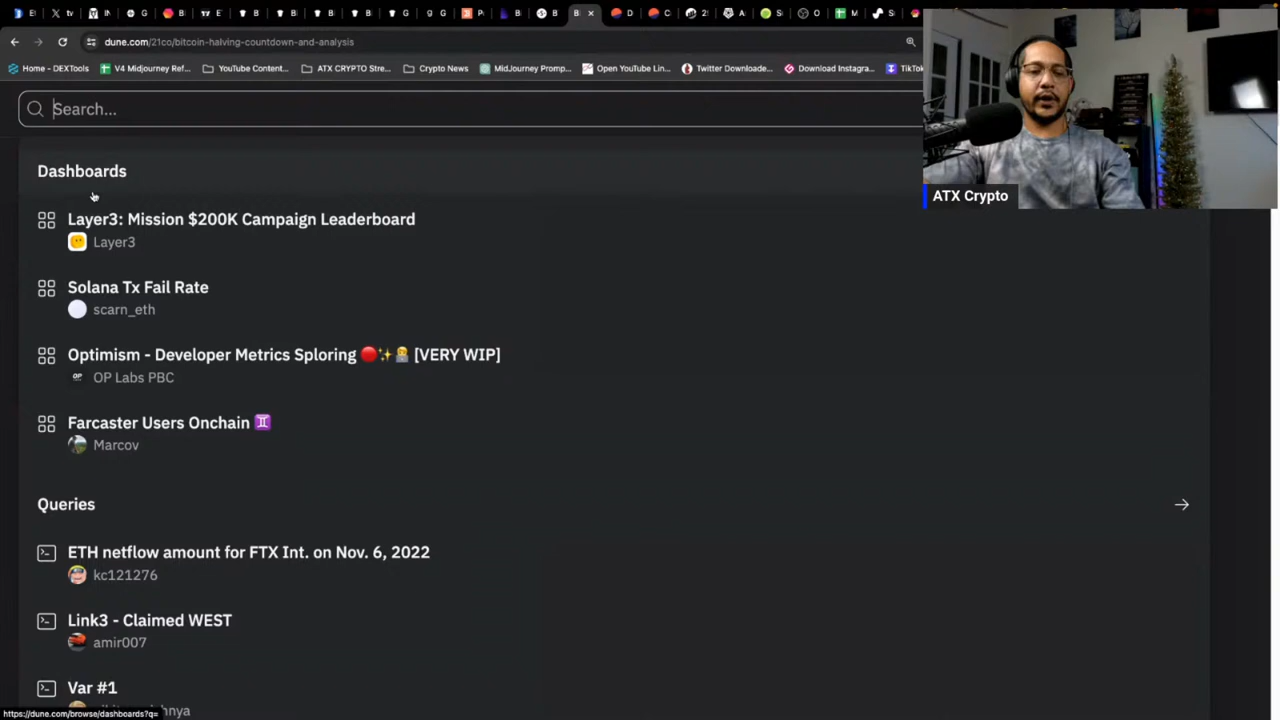 dune.com/21co/bitcoin-halving-countdown-and-analysis
Home - DEXTools
V4 Midjourney Ref...
YouTube Content...
ATX CRYPTO Stre...
Crypto News
MidJourney Promp...
Open YouTube Lin...
Twitter Downloade...
Download Instagra...
TikTok
Search...
ATX Crypto
Dashboards
Layer3: Mission $200K Campaign Leaderboard
Layer3
Solana Tx Fail Rate
scarn_eth
Optimism - Developer Metrics Sploring 🔴✨👷 [VERY WIP]
OP
OP Labs PBC
Farcaster Users Onchain ♊
Marcov
Queries
ETH netflow amount for FTX Int. on Nov. 6, 2022
kc121276
Link3 - Claimed WEST
amir007
Var #1
https://dune.com/browse/dashboards?q=